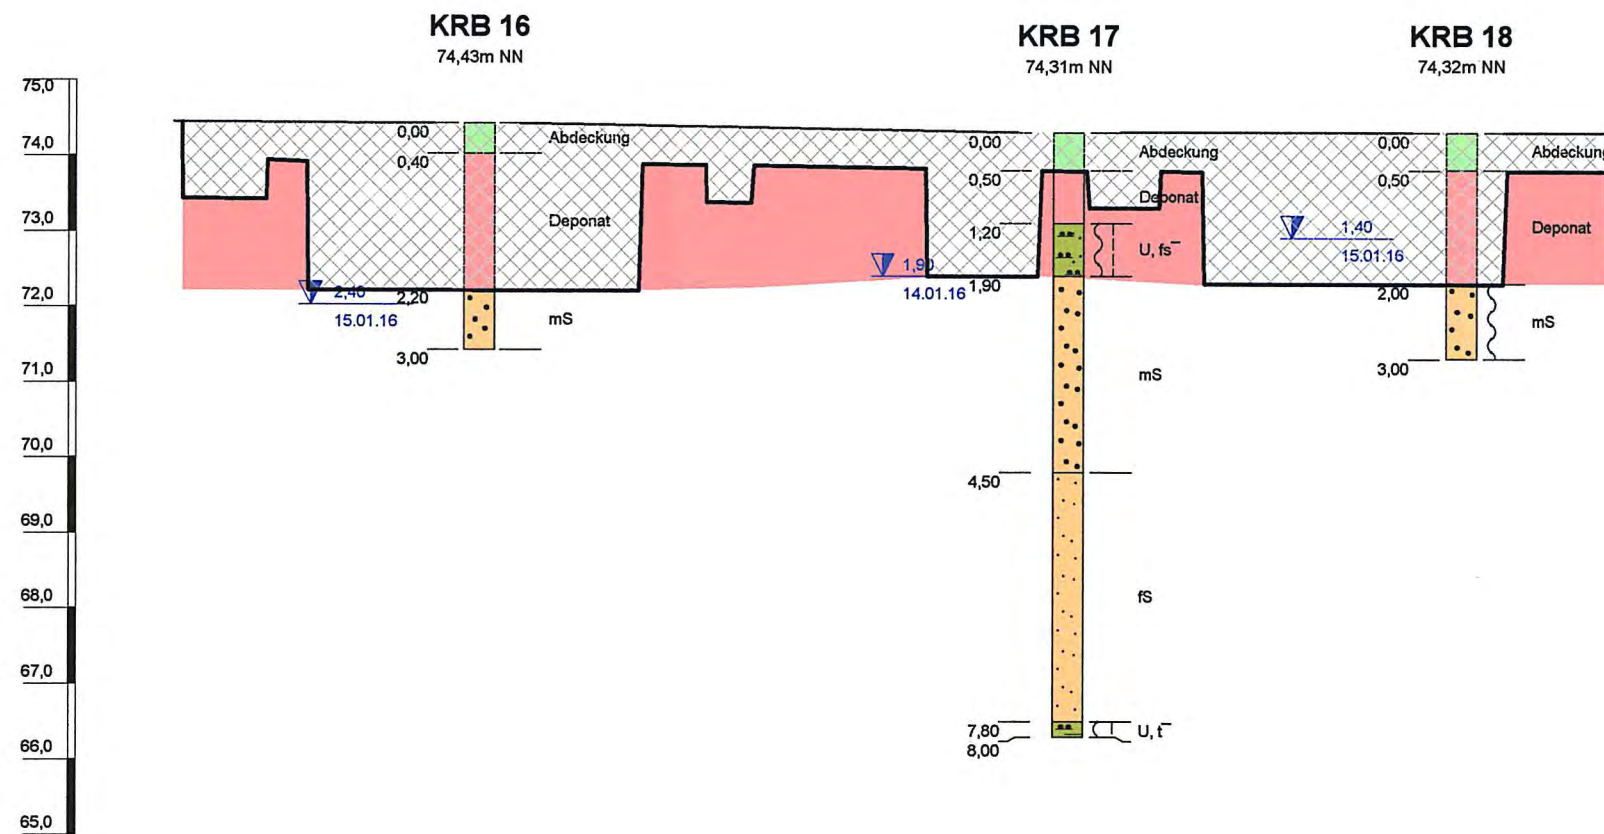 KRB 16
74,43m NN
KRB 17
74,31m NN
KRB 18
74,32m NN
75,0
74,0
73,0
72,0
71,0
70,0
69,0
68,0
67,0
66,0
65,0
0,00
0,40
2,20
3,00
Abdeckung
Deponat
mS
2,40
15.01.16
0,00
0,50
1,20
1,90
4,50
7,80
8,00
Abdeckung
Deponat
U, fs¯
mS
fS
U, t¯
1,90
14.01.16
0,00
0,50
2,00
3,00
Abdeckung
Deponat
mS
1,40
15.01.16